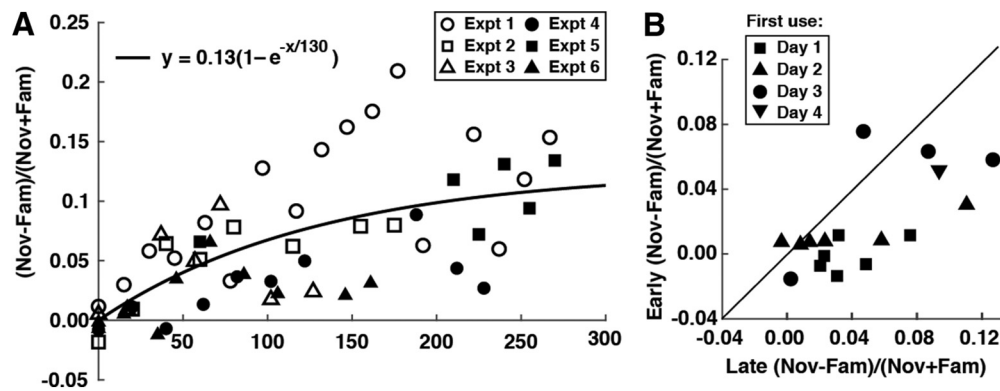 A
(Nov-Fam)/(Nov+Fam)
0.25
0.2
0.15
0.1
0.05
0.00
-0.05
y = 0.13(1-e^-x/130)
Expt 1
Expt 4
Expt 2
Expt 5
Expt 3
Expt 6
50
100
150
200
250
300
B
First use:
Day 1
Day 2
Day 3
Day 4
Early (Nov-Fam)/(Nov+Fam)
0.12
0.08
0.04
0.00
-0.04
-0.04
0.00
0.04
0.08
0.12
Late (Nov-Fam)/(Nov+Fam)